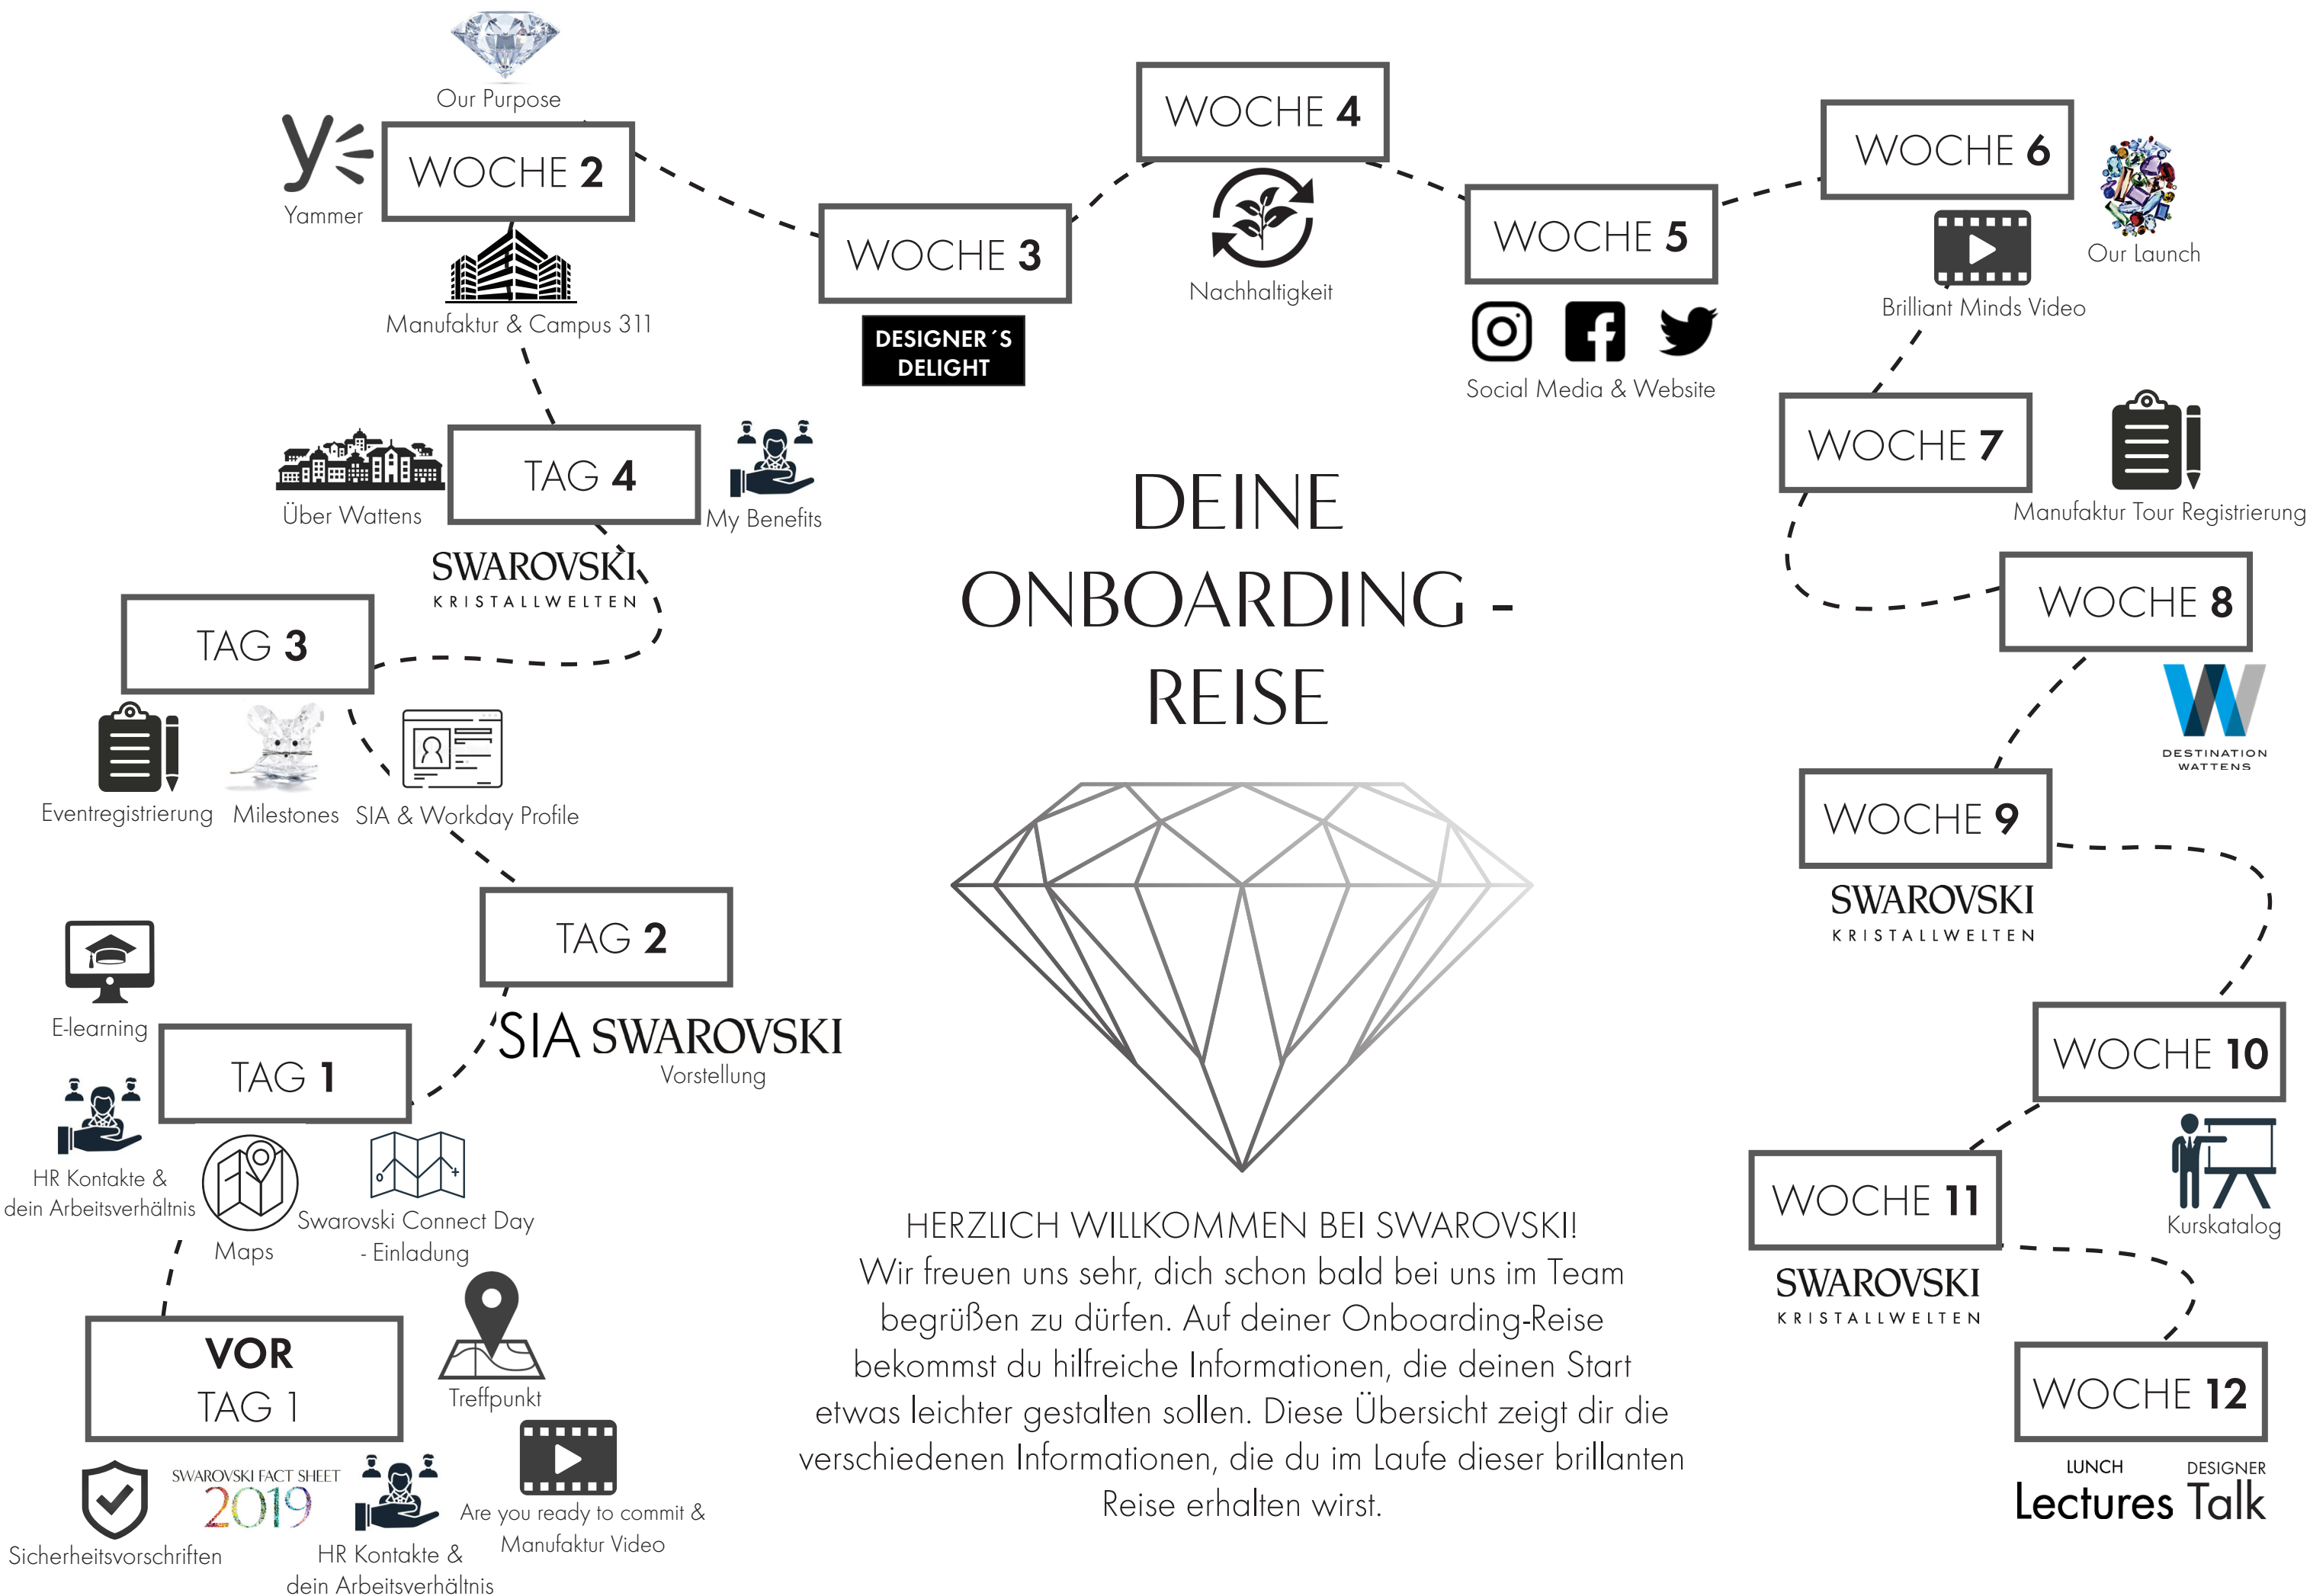 Our Purpose
Yammer
WOCHE 2
Manufaktur & Campus 311
WOCHE 3
DESIGNER´S
DELIGHT
WOCHE 4
Nachhaltigkeit
WOCHE 5
Social Media & Website
WOCHE 6
Our Launch
Brilliant Minds Video
WOCHE 7
Manufaktur Tour Registrierung
WOCHE 8
DESTINATION
WATTENS
WOCHE 9
SWAROVSKI
KRISTALLWELTEN
WOCHE 10
Kurskatalog
WOCHE 11
SWAROVSKI
KRISTALLWELTEN
WOCHE 12
LUNCH
Lectures
DESIGNER
Talk
TAG 4
Über Wattens
My Benefits
SWAROVSKI
KRISTALLWELTEN
TAG 3
Eventregistrierung
Milestones
SIA & Workday Profile
TAG 2
SIA SWAROVSKI
Vorstellung
E-learning
TAG 1
HR Kontakte &
dein Arbeitsverhältnis
Maps
Swarovski Connect Day
- Einladung
VOR
TAG 1
Treffpunkt
Sicherheitsvorschriften
SWAROVSKI FACT SHEET
2019
HR Kontakte &
dein Arbeitsverhältnis
Are you ready to commit &
Manufaktur Video
DEINE
ONBOARDING -
REISE
HERZLICH WILLKOMMEN BEI SWAROVSKI!
Wir freuen uns sehr, dich schon bald bei uns im Team
begrüßen zu dürfen. Auf deiner Onboarding-Reise
bekommst du hilfreiche Informationen, die deinen Start
etwas leichter gestalten sollen. Diese Übersicht zeigt dir die
verschiedenen Informationen, die du im Laufe dieser brillanten
Reise erhalten wirst.